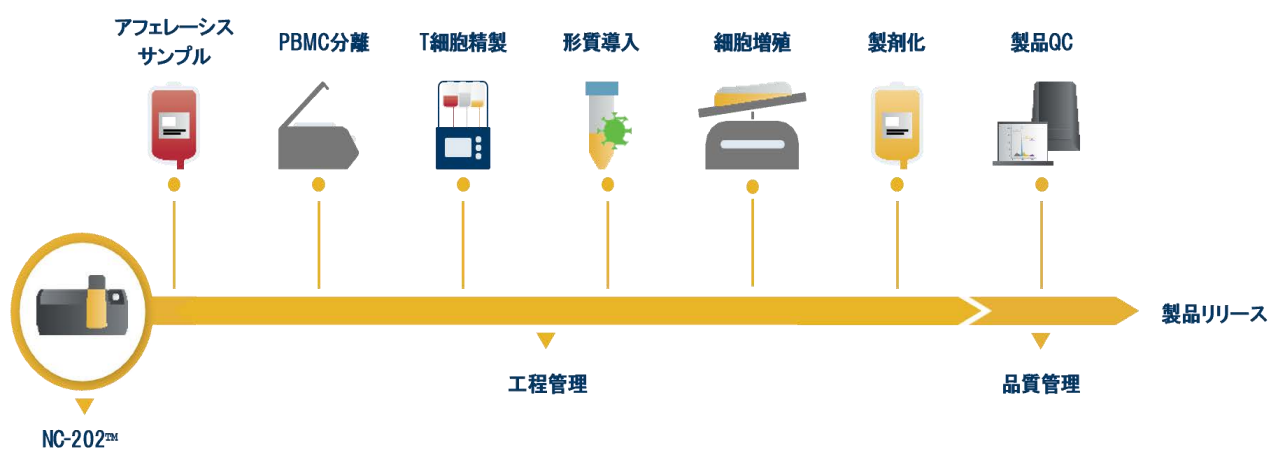 アフェレーシス
サンプル
PBMC分離
T細胞精製
形質導入
細胞増殖
製剤化
製品QC
製品リリース
工程管理
品質管理
NC-202™